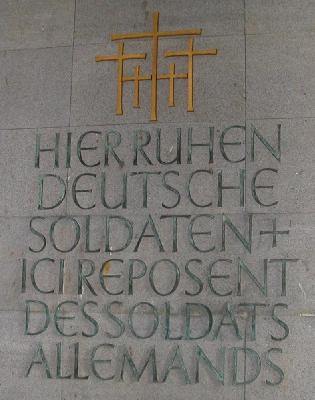 HIER RUHEN
DEUTSCHE
SOLDATEN +
ICI REPOSENT
DES SOLDATS
ALLEMANDS